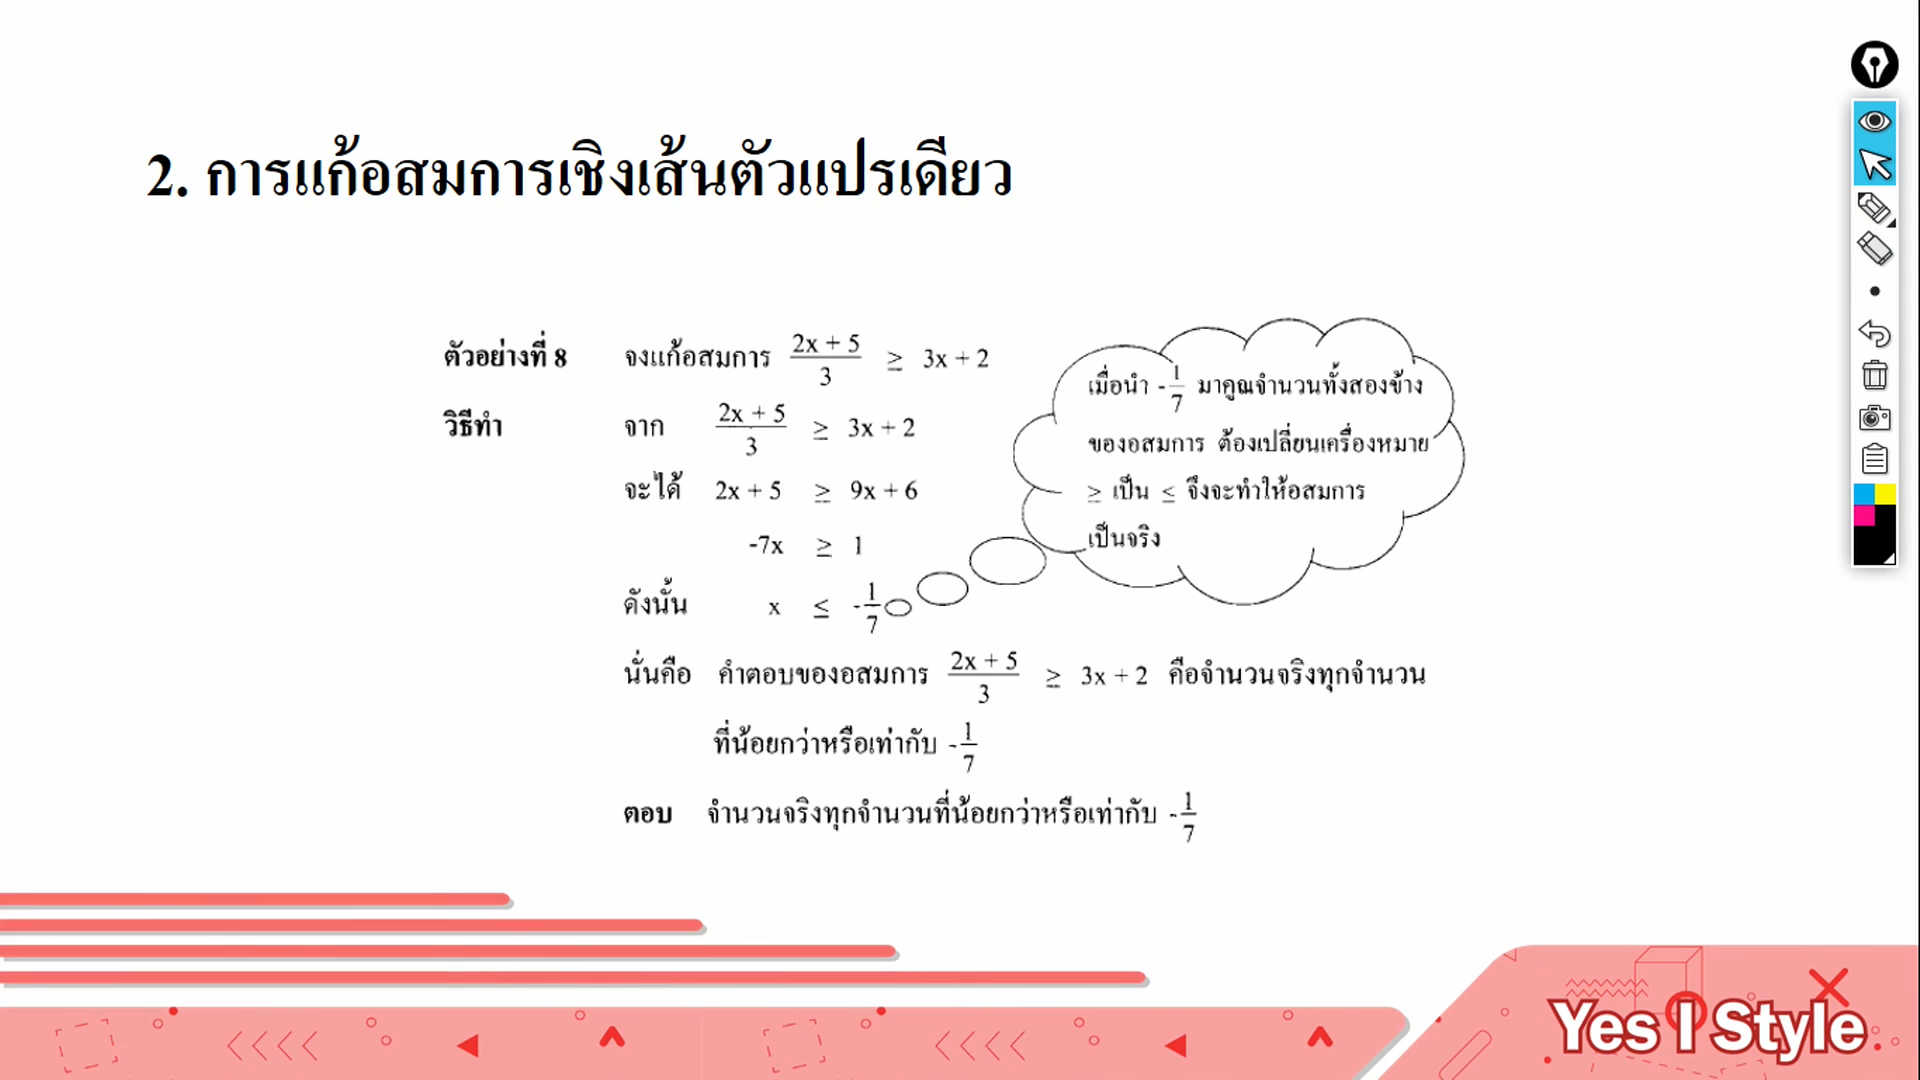 2. การแก้อสมการเชิงเส้นตัวแปรเดียว
ตัวอย่างที่ 8 จงแก้อสมการ (2x + 5)/3 ≥ 3x + 2
วิธีทำ จาก (2x + 5)/3 ≥ 3x + 2
จะได้ 2x + 5 ≥ 9x + 6
-7x ≥ 1
ดังนั้น x ≤ -1/7
เมื่อนำ -1/7 มาคูณจำนวนทั้งสองข้าง
ของอสมการ ต้องเปลี่ยนเครื่องหมาย
≥ เป็น ≤ จึงจะทำให้อสมการ
เป็นจริง
นั่นคือ คำตอบของอสมการ (2x + 5)/3 ≥ 3x + 2 คือจำนวนจริงทุกจำนวน
ที่น้อยกว่าหรือเท่ากับ -1/7
ตอบ จำนวนจริงทุกจำนวนที่น้อยกว่าหรือเท่ากับ -1/7
Yes I Style